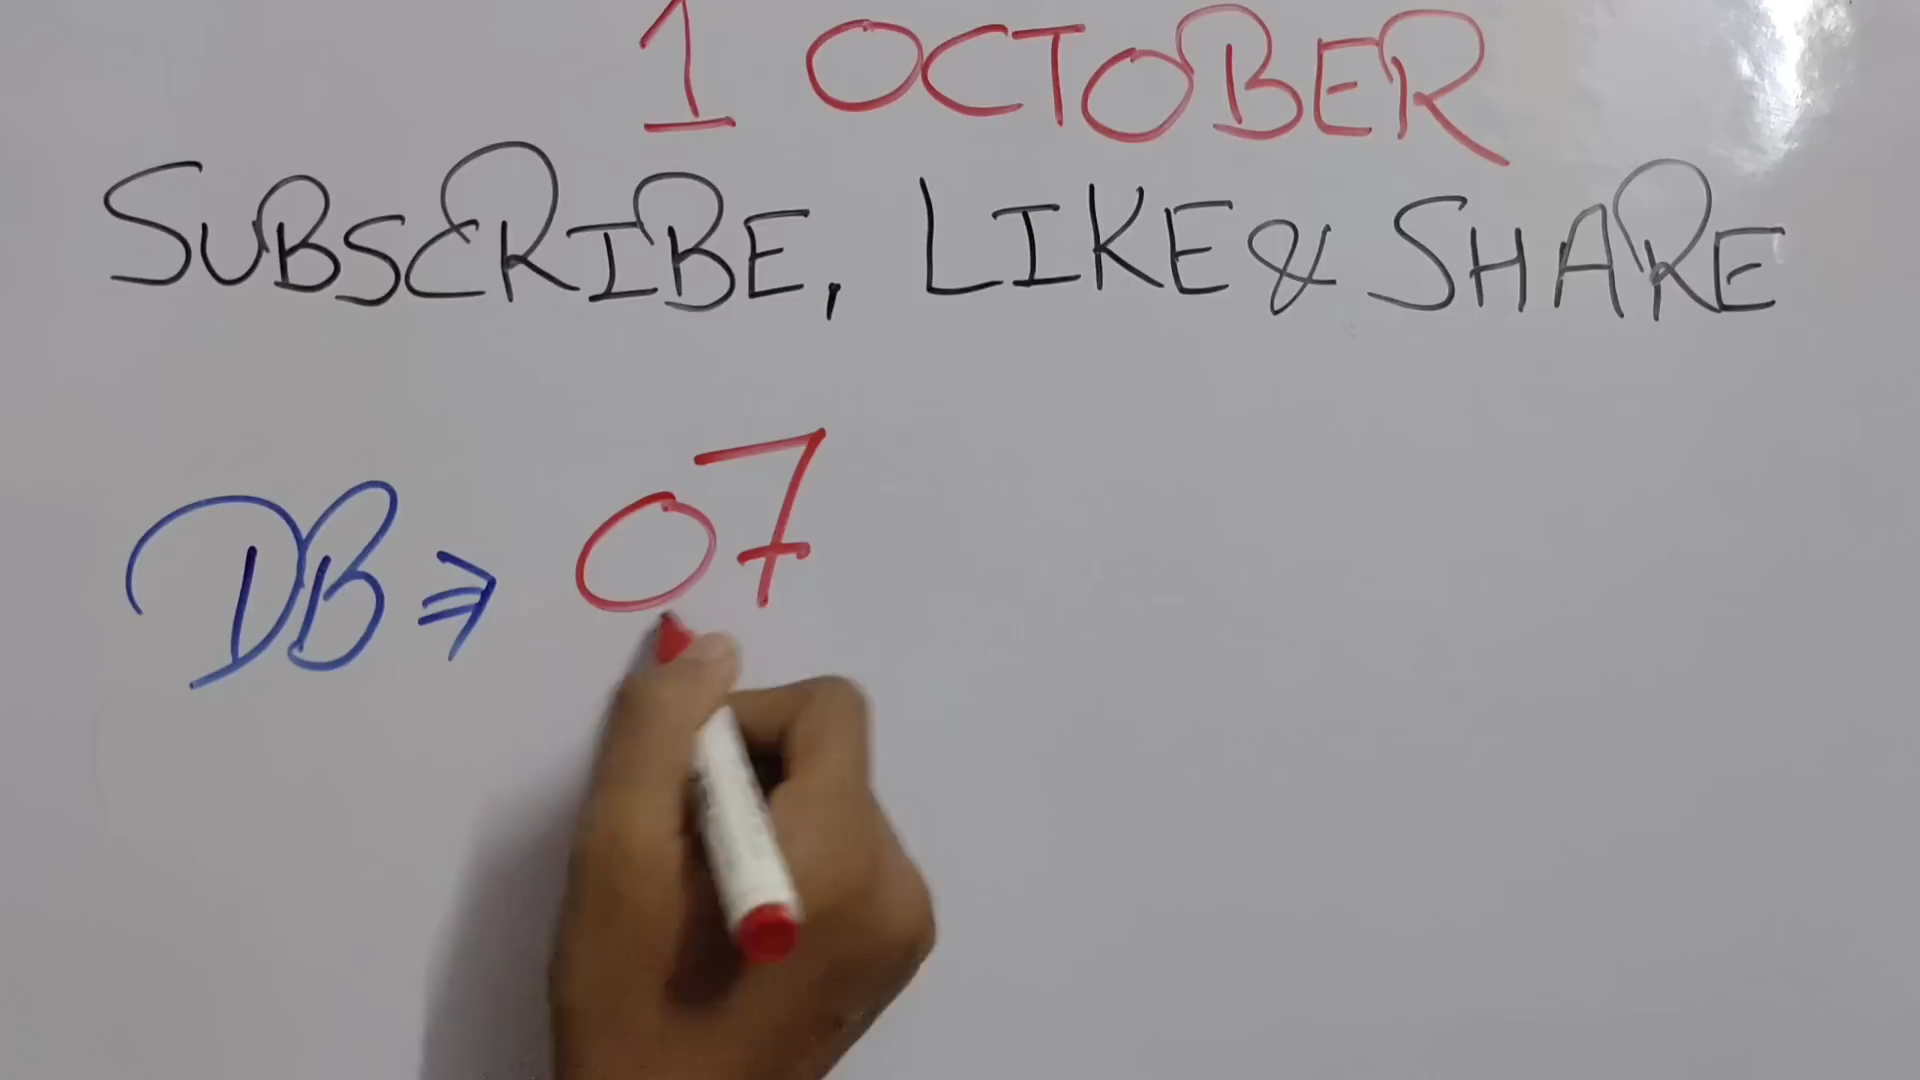 1 OCTOBER
SUBSCRIBE, LIKE & SHARE
DB ⇒ 07